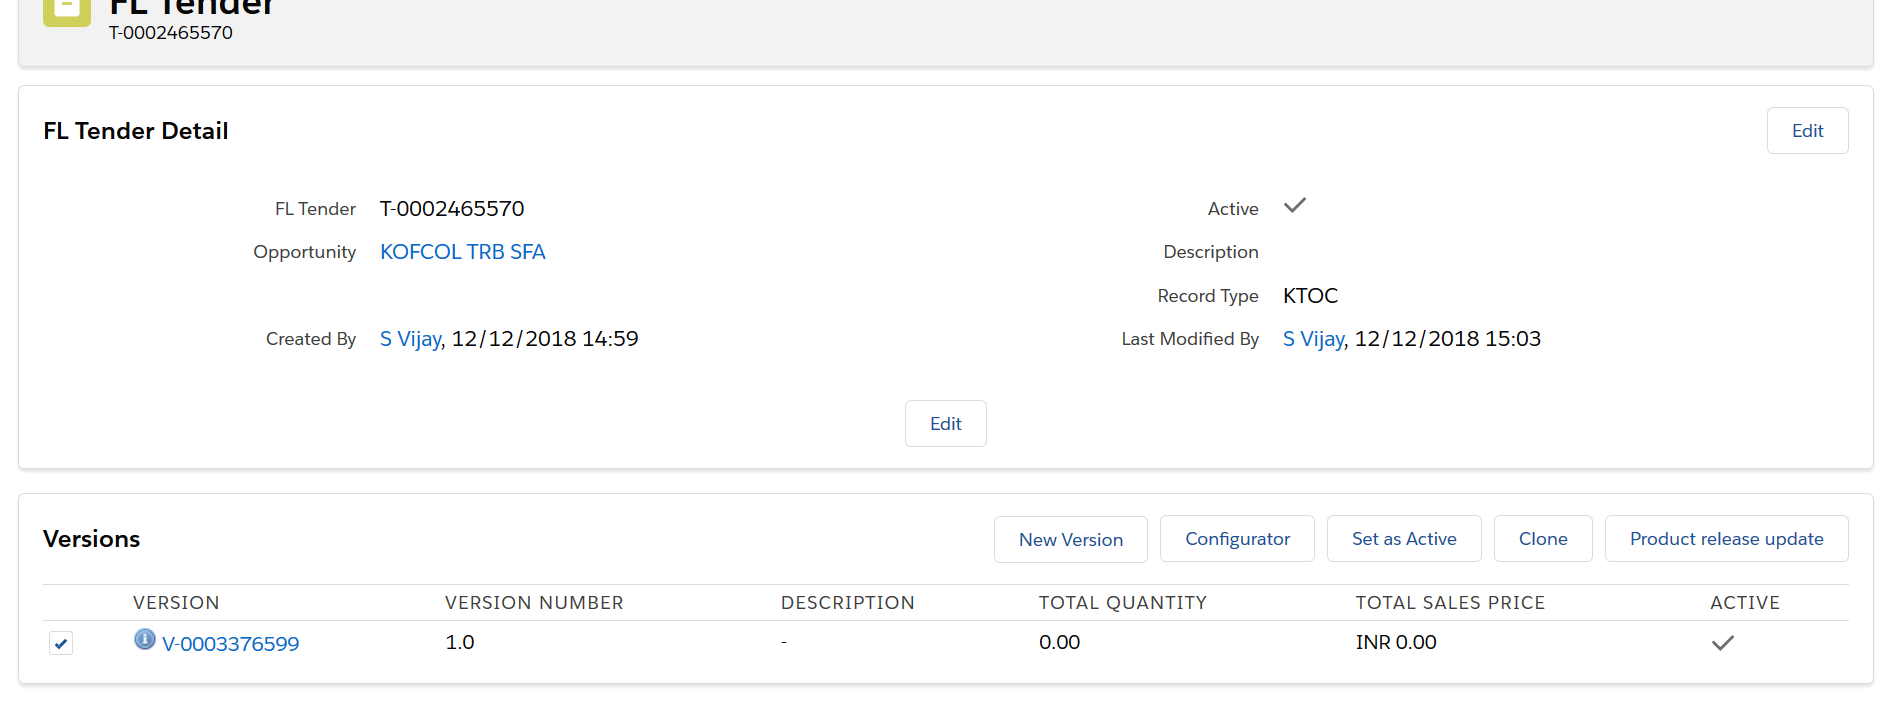 FL Tender
T-0002465570
FL Tender Detail
Edit
FL Tender T-0002465570
Active
Opportunity KOFCOL TRB SFA
Description
Record Type KTOC
Created By S Vijay, 12/12/2018 14:59
Last Modified By S Vijay, 12/12/2018 15:03
Edit
Versions
New Version Configurator Set as Active Clone Product release update
VERSION VERSION NUMBER DESCRIPTION TOTAL QUANTITY TOTAL SALES PRICE ACTIVE
V-0003376599 1.0 - 0.00 INR 0.00